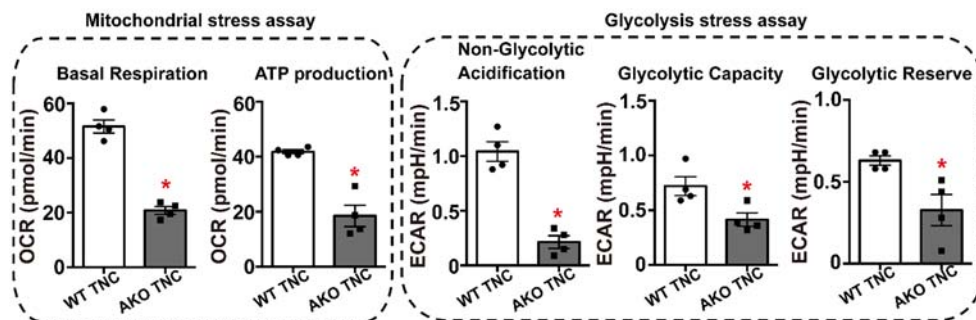 Mitochondrial stress assay
Glycolysis stress assay
Basal Respiration
ATP production
Non-Glycolytic
Acidification
Glycolytic Capacity
Glycolytic Reserve
OCR (pmol/min)
60
40
20
0
WT TNC
*
AKO TNC
OCR (pmol/min)
60
40
20
0
WT TNC
*
AKO TNC
ECAR (mpH/min)
1.5
1.0
0.5
0
WT TNC
*
AKO TNC
ECAR (mpH/min)
1.5
1.0
0.5
0
WT TNC
*
AKO TNC
ECAR (mpH/min)
1.0
0.5
0
WT TNC
*
AKO TNC